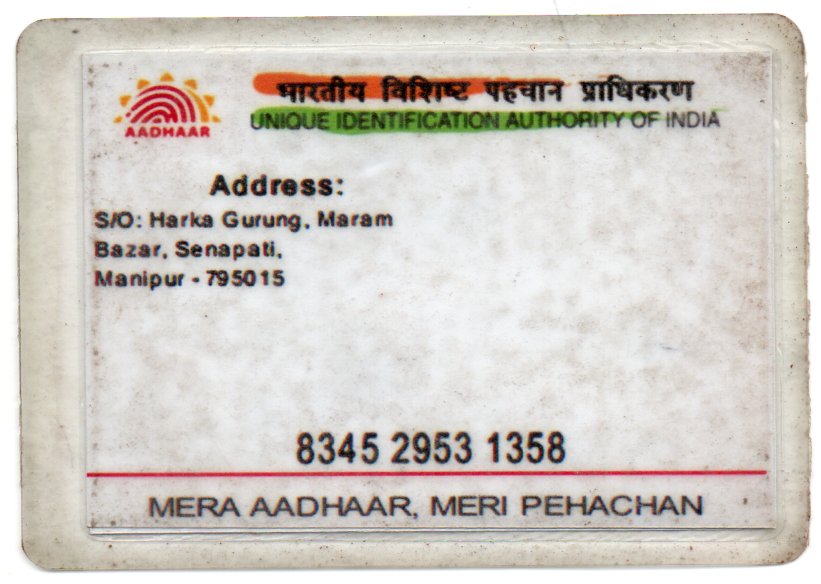 भारतीय विशिष्ट पहचान प्राधिकरण
AADHAAR
UNIQUE IDENTIFICATION AUTHORITY OF INDIA
Address:
S/O: Harka Gurung, Maram
Bazar, Senapati,
Manipur - 795015
8345 2953 1358
MERA AADHAAR, MERI PEHACHAN